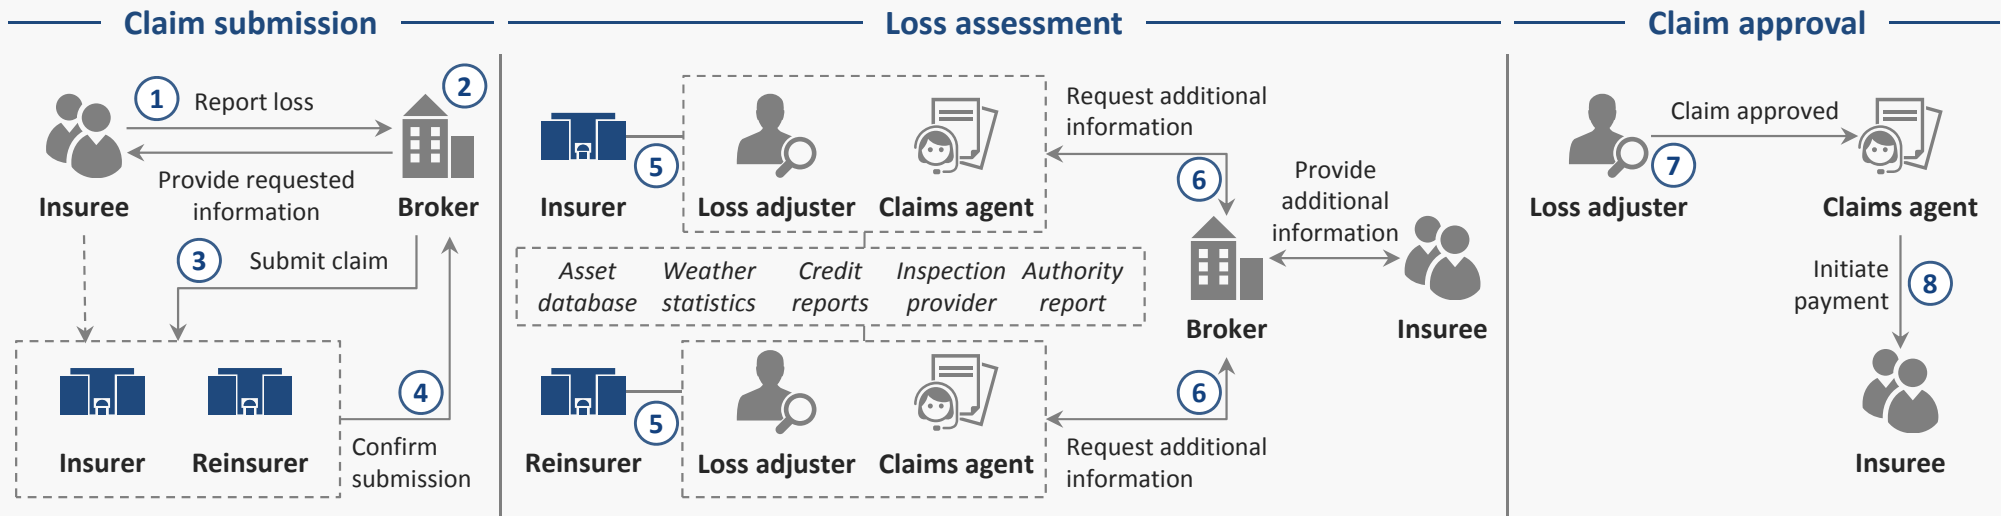 Claim submission
1
Report loss
2
Provide requested
information
Insuree
Broker
3
Submit claim
4
Insurer
Reinsurer
Confirm
submission
Loss assessment
5
Insurer
Loss adjuster
Claims agent
Request additional
information
6
Provide
additional
information
Asset
database
Weather
statistics
Credit
reports
Inspection
provider
Authority
report
Broker
Insuree
5
Reinsurer
Loss adjuster
Claims agent
6
Request additional
information
Claim approval
Claim approved
7
Loss adjuster
Claims agent
Initiate
payment
8
Insuree